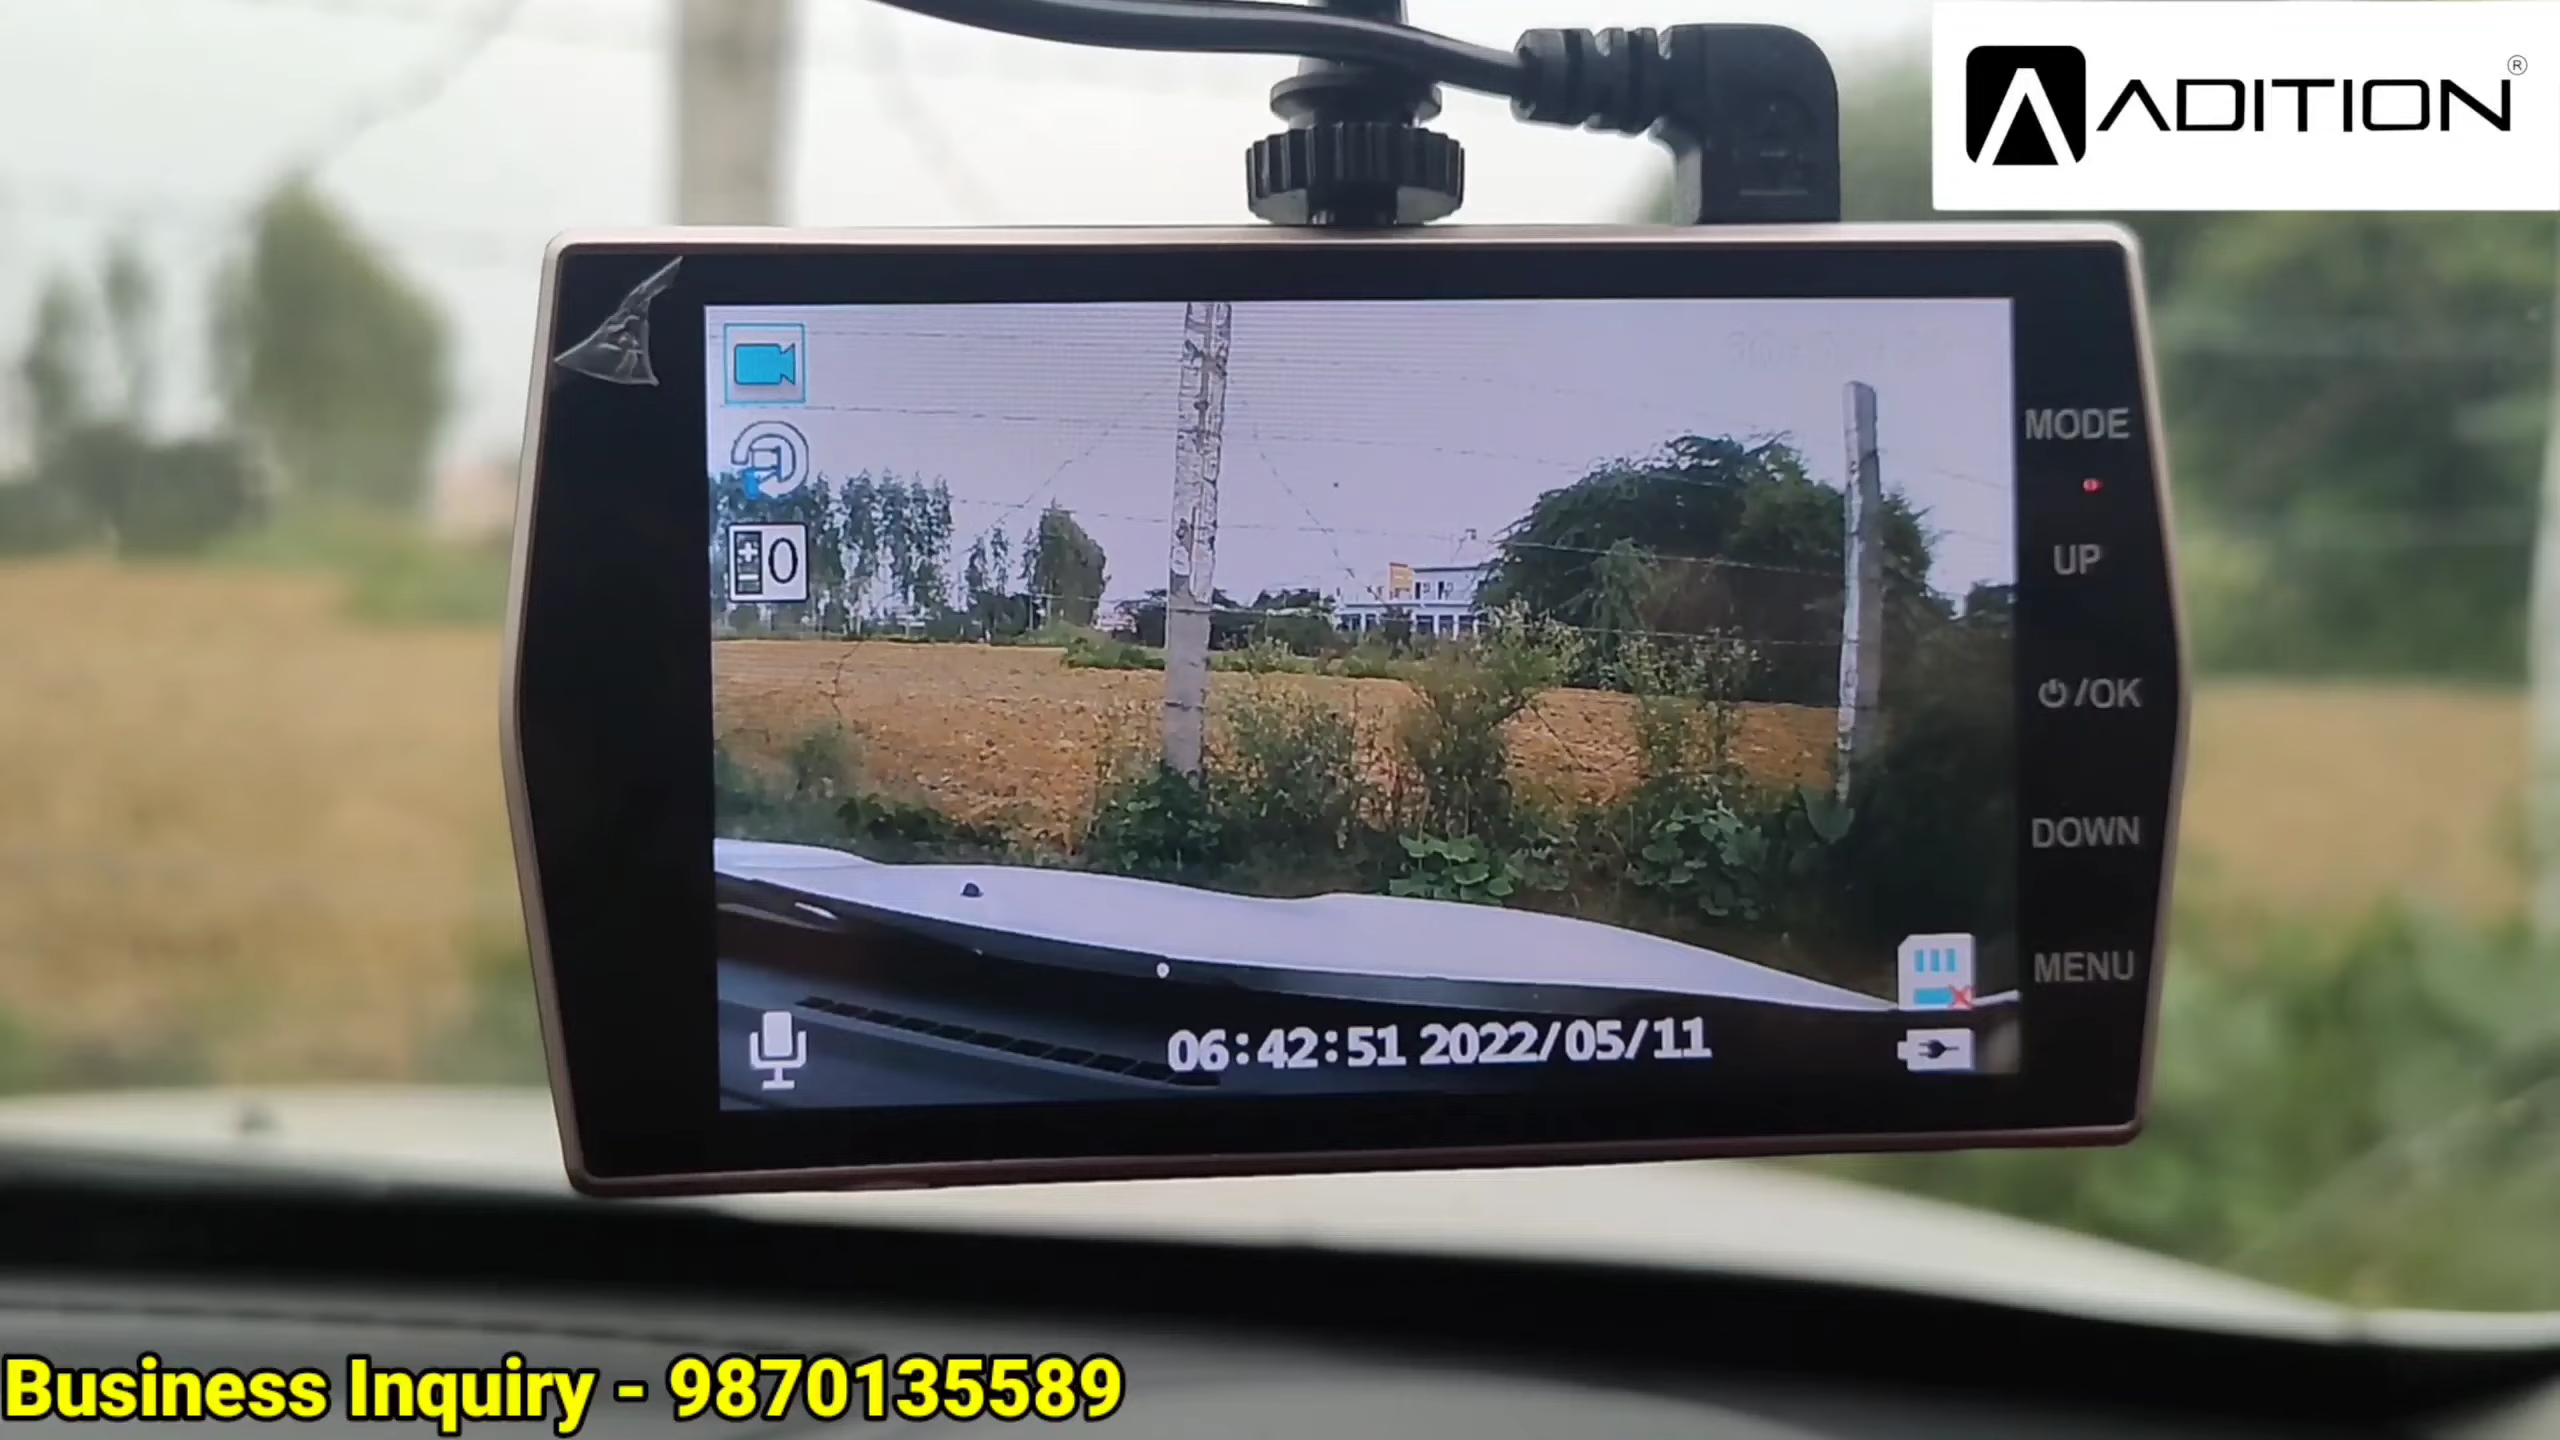 ADITION®
MODE
UP
/OK
DOWN
MENU
0
06:42:51 2022/05/11
Business Inquiry - 9870135589